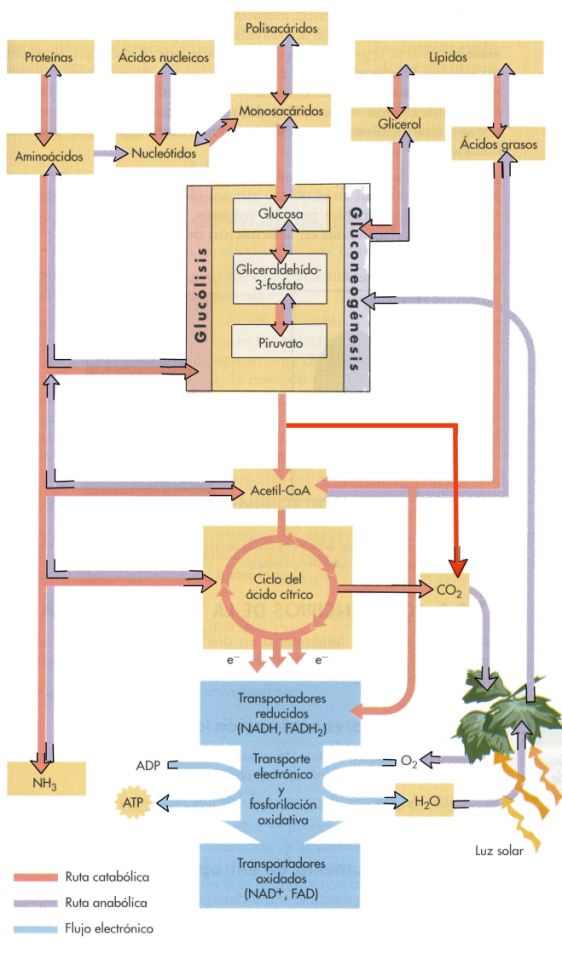 Polisacáridos
Proteínas
Ácidos nucleicos
Lípidos
Monosacáridos
Glicerol
Aminoácidos
Nucleótidos
Ácidos grasos
Glucólisis
Glucosa
Gliceraldehído-
3-fosfato
Piruvato
Gluconeogénesis
Acetil-CoA
Ciclo del
ácido cítrico
CO₂
e⁻
e⁻
Transportadores
reducidos
(NADH, FADH₂)
ADP
ATP
Transporte
electrónico
y
fosforilación
oxidativa
O₂
H₂O
NH₃
Luz solar
Transportadores
oxidados
(NAD+, FAD)
Ruta catabólica
Ruta anabólica
Flujo electrónico